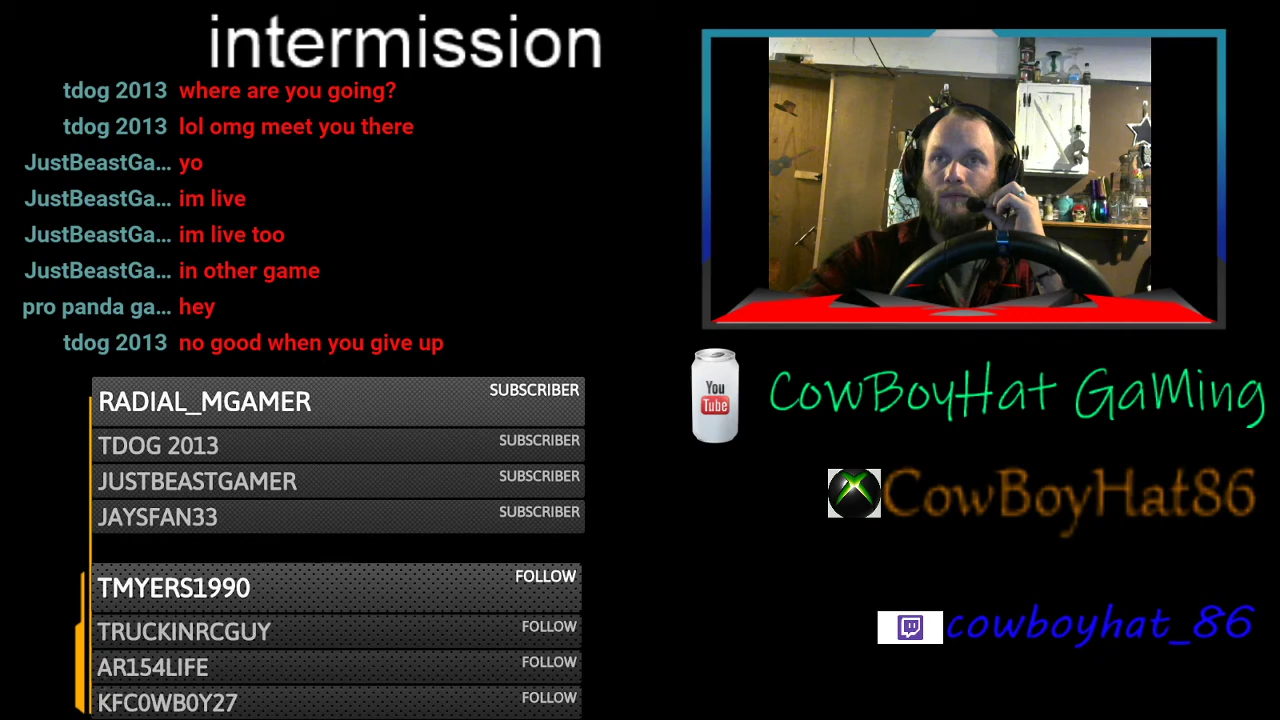 intermission
tdog 2013 where are you going?
tdog 2013 lol omg meet you there
JustBeastGa... yo
JustBeastGa... im live
JustBeastGa... im live too
JustBeastGa... in other game
pro panda ga... hey
tdog 2013 no good when you give up
RADIAL_MGAMER SUBSCRIBER
TDOG 2013 SUBSCRIBER
JUSTBEASTGAMER SUBSCRIBER
JAYSFAN33 SUBSCRIBER
TMYERS1990 FOLLOW
TRUCKINRCGUY FOLLOW
AR154LIFE FOLLOW
KFC0WB0Y27 FOLLOW
You
Tube
CowBoyHat GaMing
CowBoyHat86
cowboyhat_86